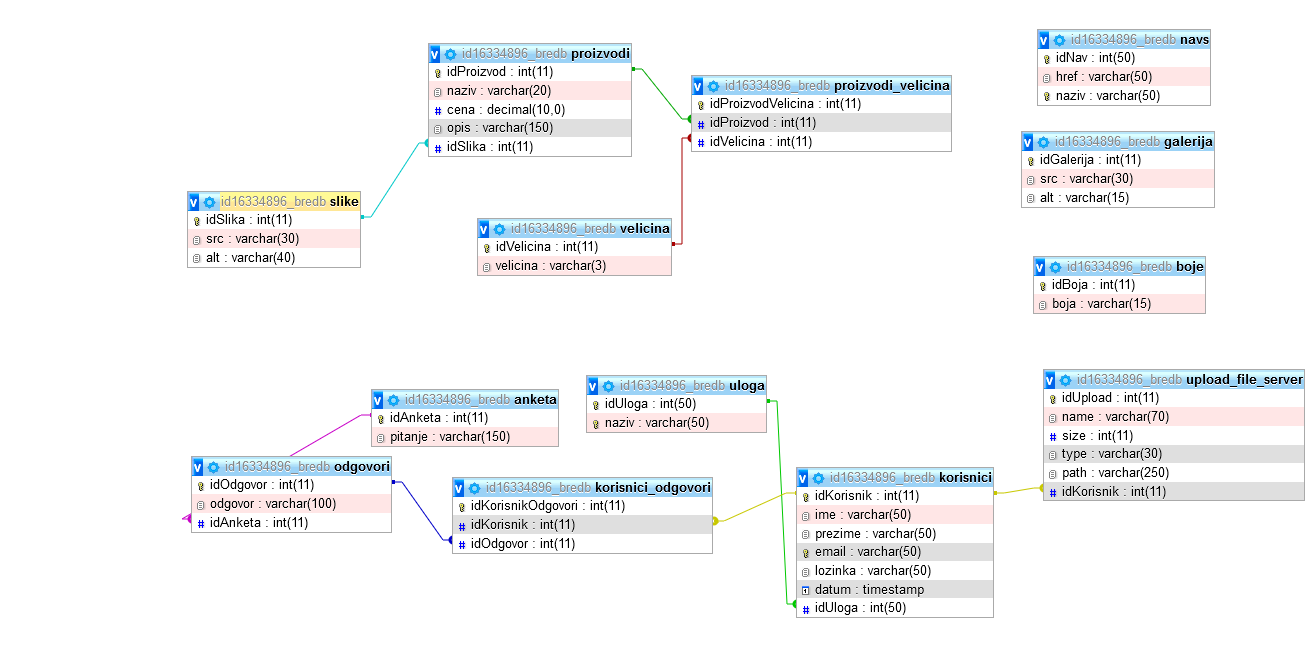 v id16334896_bredb proizvodi
idProizvod : int(11)
naziv : varchar(20)
# cena : decimal(10,0)
opis : varchar(150)
# idSlika : int(11)
v id16334896_bredb proizvodi_velicina
idProizvodVelicina : int(11)
# idProizvod : int(11)
# idVelicina : int(11)
v id16334896_bredb navs
idNav : int(50)
href : varchar(50)
naziv : varchar(50)
v id16334896_bredb galerija
idGalerija : int(11)
src : varchar(30)
alt : varchar(15)
v id16334896_bredb slike
idSlika : int(11)
src : varchar(30)
alt : varchar(40)
v id16334896_bredb velicina
idVelicina : int(11)
velicina : varchar(3)
v id16334896_bredb boje
idBoja : int(11)
boja : varchar(15)
v id16334896_bredb anketa
idAnketa : int(11)
pitanje : varchar(150)
v id16334896_bredb uloga
idUloga : int(50)
naziv : varchar(50)
v id16334896_bredb upload_file_server
idUpload : int(11)
name : varchar(70)
# size : int(11)
type : varchar(30)
path : varchar(250)
# idKorisnik : int(11)
v id16334896_bredb odgovori
idOdgovor : int(11)
odgovor : varchar(100)
# idAnketa : int(11)
v id16334896_bredb korisnici_odgovori
idKorisnikOdgovori : int(11)
# idKorisnik : int(11)
# idOdgovor : int(11)
v id16334896_bredb korisnici
idKorisnik : int(11)
ime : varchar(50)
prezime : varchar(50)
email : varchar(50)
lozinka : varchar(50)
datum : timestamp
# idUloga : int(50)